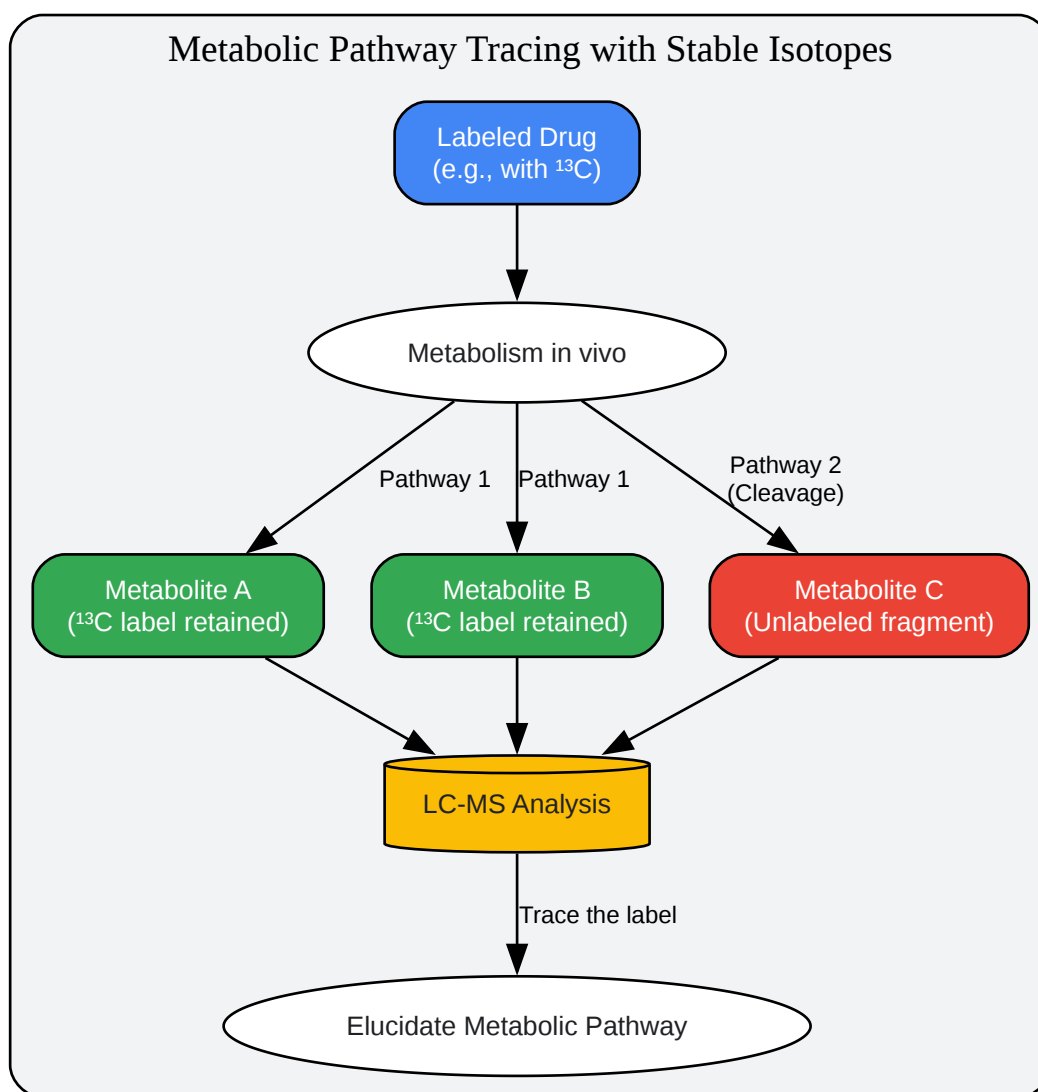 Metabolic Pathway Tracing with Stable Isotopes
Labeled Drug
(e.g., with ¹³C)
Metabolism in vivo
Pathway 1
Pathway 1
Pathway 2
(Cleavage)
Metabolite A
(¹³C label retained)
Metabolite B
(¹³C label retained)
Metabolite C
(Unlabeled fragment)
LC-MS Analysis
Trace the label
Elucidate Metabolic Pathway